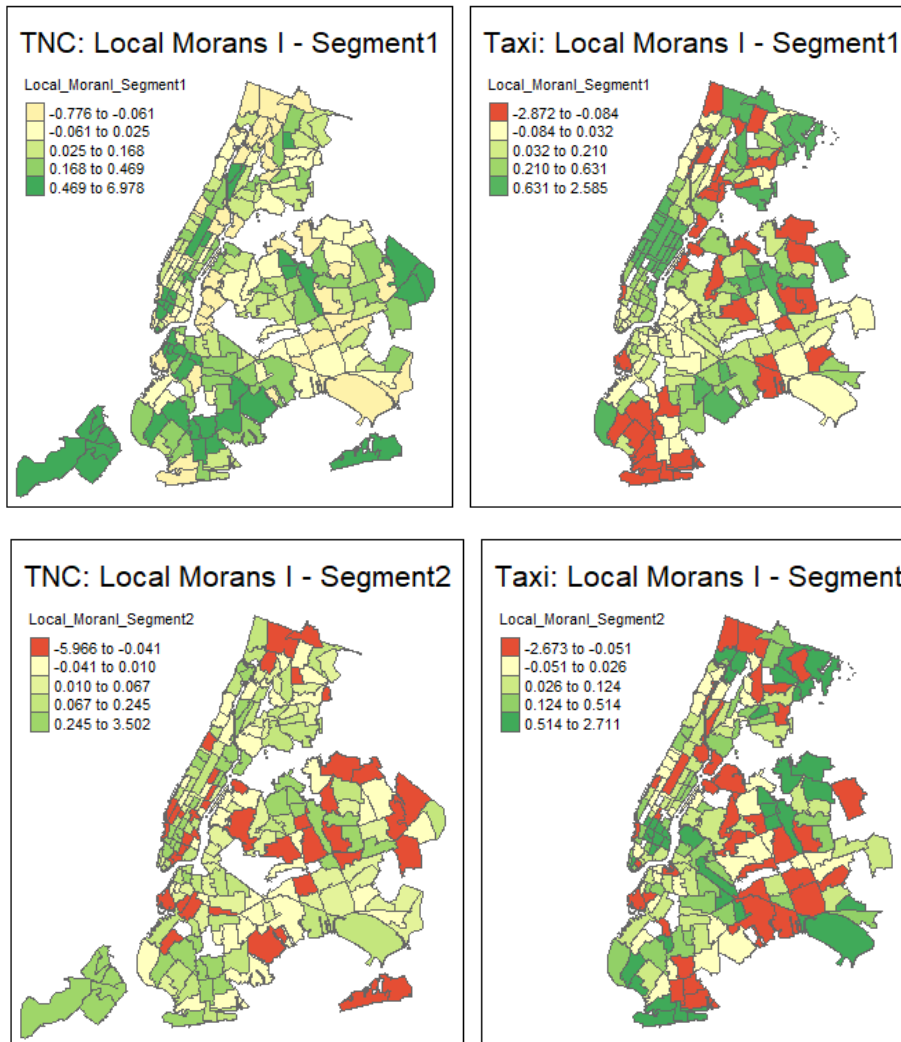 TNC: Local Morans I - Segment1
Local_MoranI_Segment1
-0.776 to -0.061
-0.061 to 0.025
0.025 to 0.168
0.168 to 0.469
0.469 to 6.978
Taxi: Local Morans I - Segment1
Local_MoranI_Segment1
-2.872 to -0.084
-0.084 to 0.032
0.032 to 0.210
0.210 to 0.631
0.631 to 2.585
TNC: Local Morans I - Segment2
Local_MoranI_Segment2
-5.966 to -0.041
-0.041 to 0.010
0.010 to 0.067
0.067 to 0.245
0.245 to 3.502
Taxi: Local Morans I - Segment
Local_MoranI_Segment2
-2.673 to -0.051
-0.051 to 0.026
0.026 to 0.124
0.124 to 0.514
0.514 to 2.711